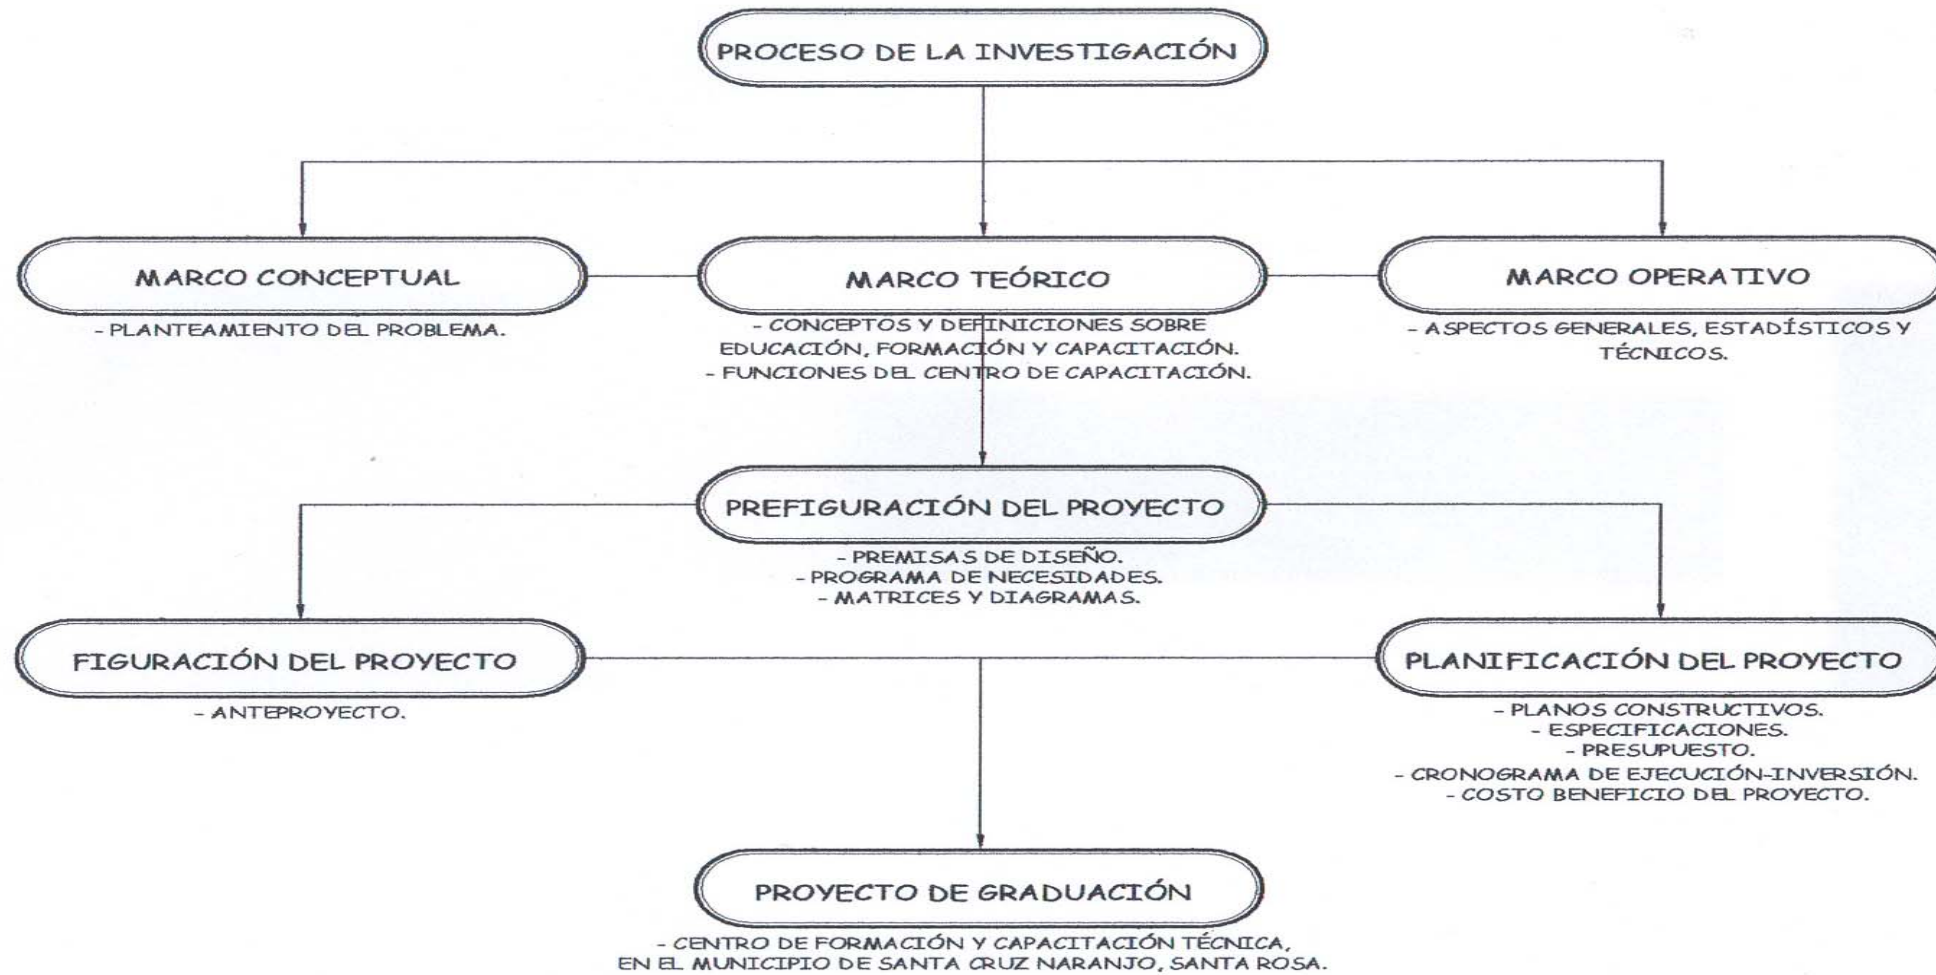 PROCESO DE LA INVESTIGACIÓN
MARCO CONCEPTUAL
- PLANTEAMIENTO DEL PROBLEMA.
MARCO TEÓRICO
- CONCEPTOS Y DEFINICIONES SOBRE
EDUCACIÓN, FORMACIÓN Y CAPACITACIÓN.
- FUNCIONES DEL CENTRO DE CAPACITACIÓN.
MARCO OPERATIVO
- ASPECTOS GENERALES, ESTADÍSTICOS Y
TÉCNICOS.
PREFIGURACIÓN DEL PROYECTO
- PREMISAS DE DISEÑO.
- PROGRAMA DE NECESIDADES.
- MATRICES Y DIAGRAMAS.
FIGURACIÓN DEL PROYECTO
- ANTEPROYECTO.
PLANIFICACIÓN DEL PROYECTO
- PLANOS CONSTRUCTIVOS.
- ESPECIFICACIONES.
- PRESUPUESTO.
- CRONOGRAMA DE EJECUCIÓN-INVERSIÓN.
- COSTO BENEFICIO DEL PROYECTO.
PROYECTO DE GRADUACIÓN
- CENTRO DE FORMACIÓN Y CAPACITACIÓN TÉCNICA,
EN EL MUNICIPIO DE SANTA CRUZ NARANJO, SANTA ROSA.